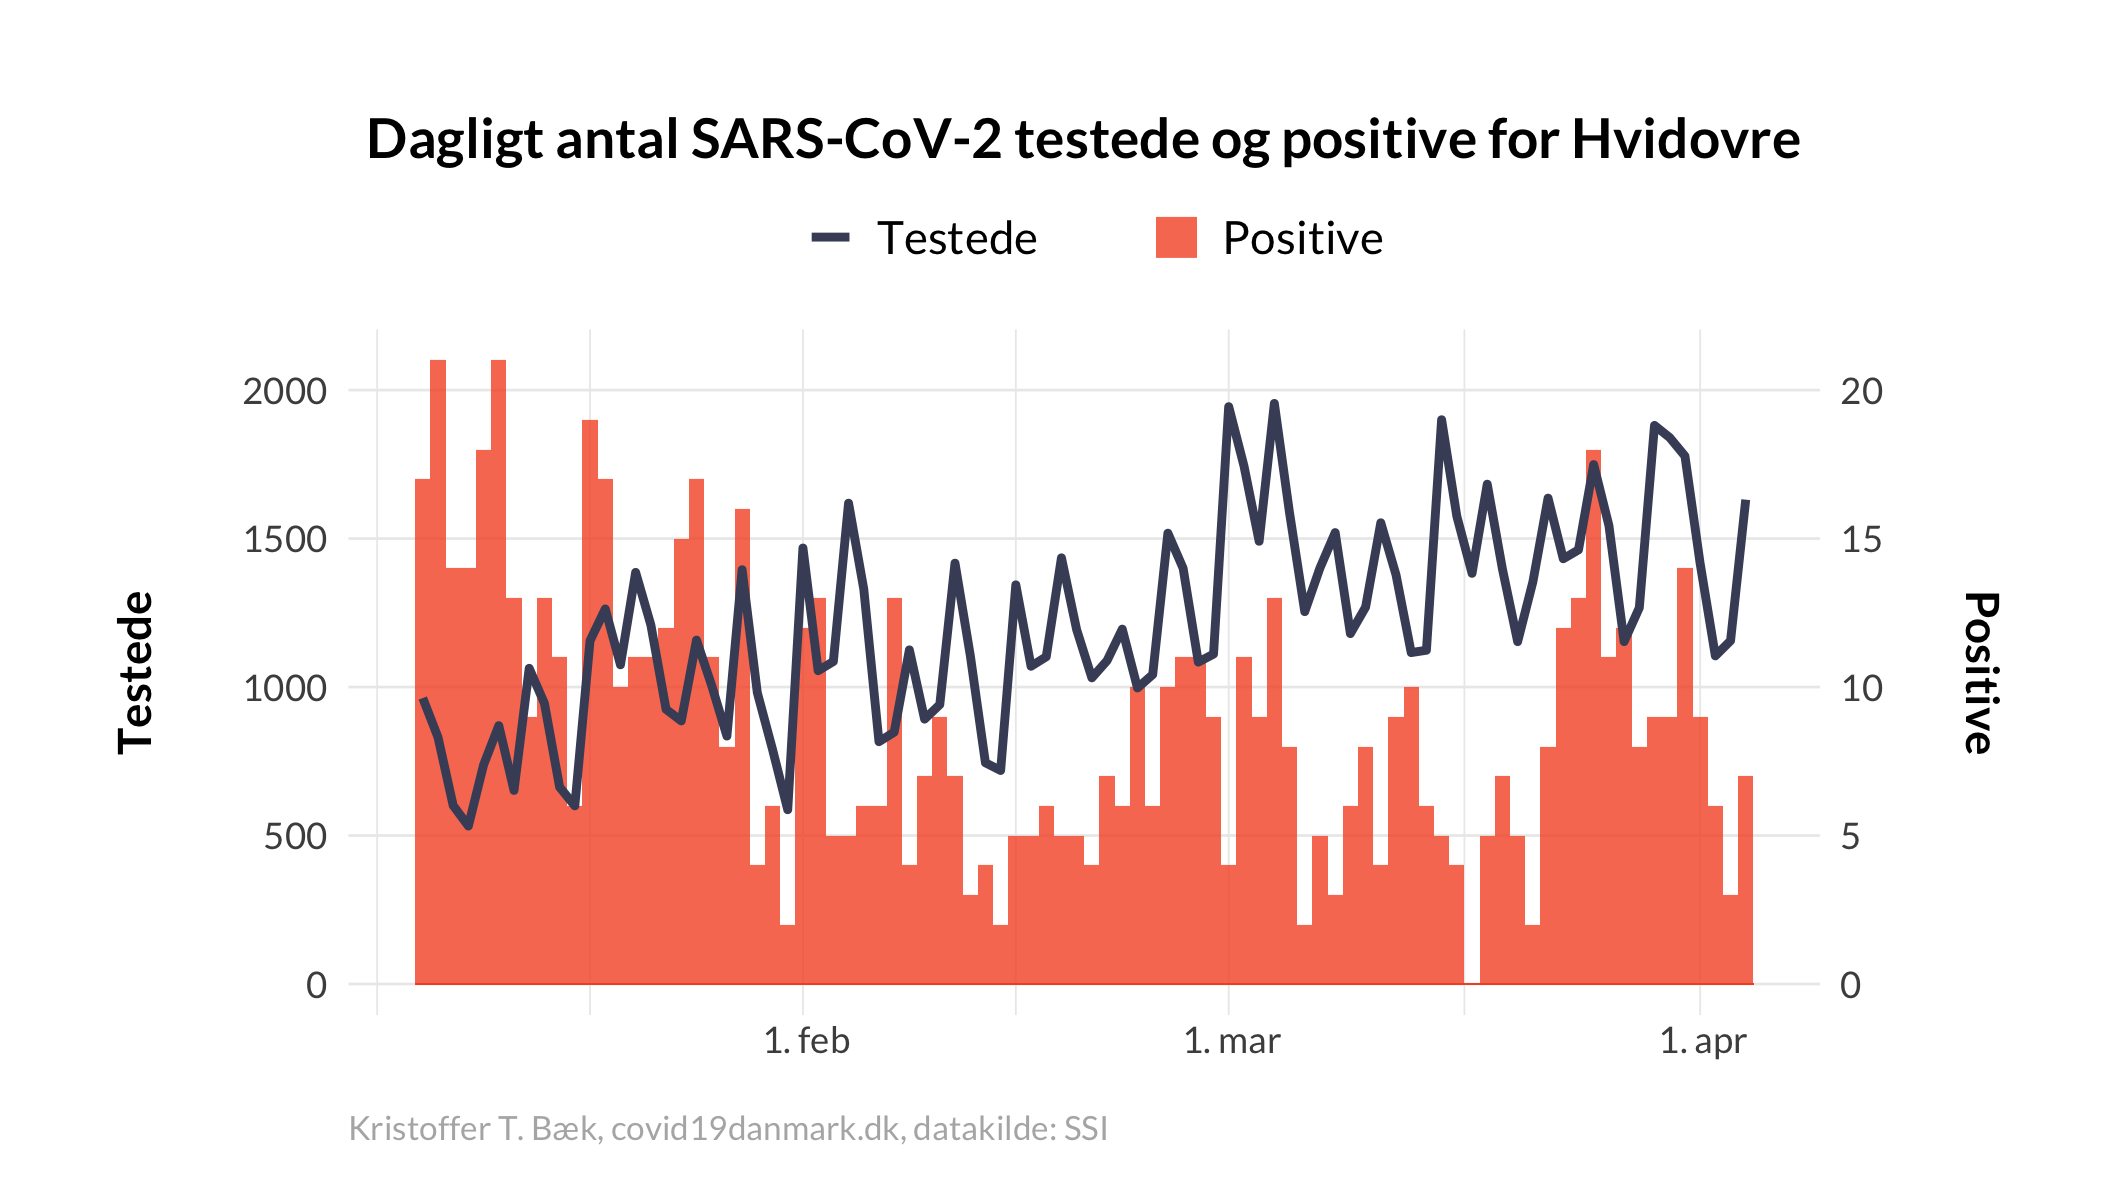 Dagligt antal SARS-CoV-2 testede og positive for Hvidovre
Testede
Positive
2000
1500
1000
500
0
Testede
20
15
10
5
0
Positive
1. feb
1. mar
1. apr
Kristoffer T. Bæk, covid19danmark.dk, datakilde: SSI